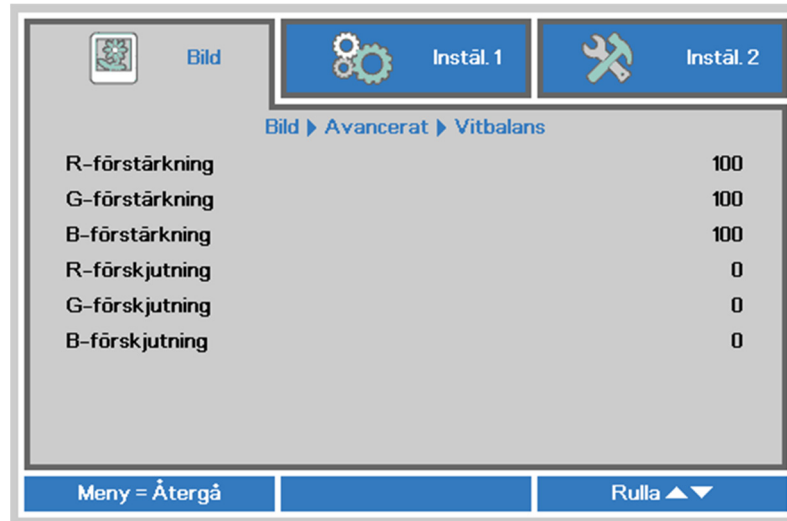 Bild
Instäl. 1
Instäl. 2
Bild Avancerat Vitbalans
R-förstärkning 100
G-förstärkning 100
B-förstärkning 100
R-förskjutning 0
G-förskjutning 0
B-förskjutning 0
Meny = Återgå
Rulla